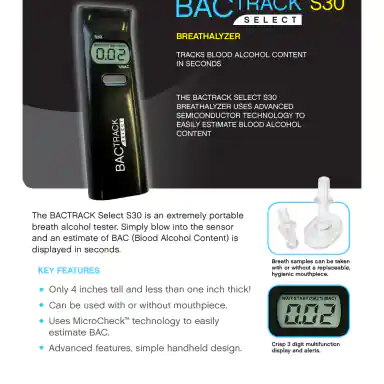 BACTRACK S30
SELECT
BREATHALYZER
TRACKS BLOOD ALCOHOL CONTENT
IN SECONDS
THE BACTRACK SELECT S30
BREATHALYZER USES ADVANCED
SEMICONDUCTOR TECHNOLOGY TO
EASILY ESTIMATE BLOOD ALCOHOL
CONTENT
0.02
%BAC
BACTRACK
SELECT
The BACTRACK Select S30 is an extremely portable
breath alcohol tester. Simply blow into the sensor
and an estimate of BAC (Blood Alcohol Content) is
displayed in seconds.
KEY FEATURES
• Only 4 inches tall and less than one inch thick!
• Can be used with or without mouthpiece.
• Uses MicroCheck™ technology to easily
estimate BAC.
• Advanced features, simple handheld design.
Breath samples can be taken
with or without a replaceable,
hygienic mouthpiece.
0.02
Crisp 3 digit multifunction
display and alerts.